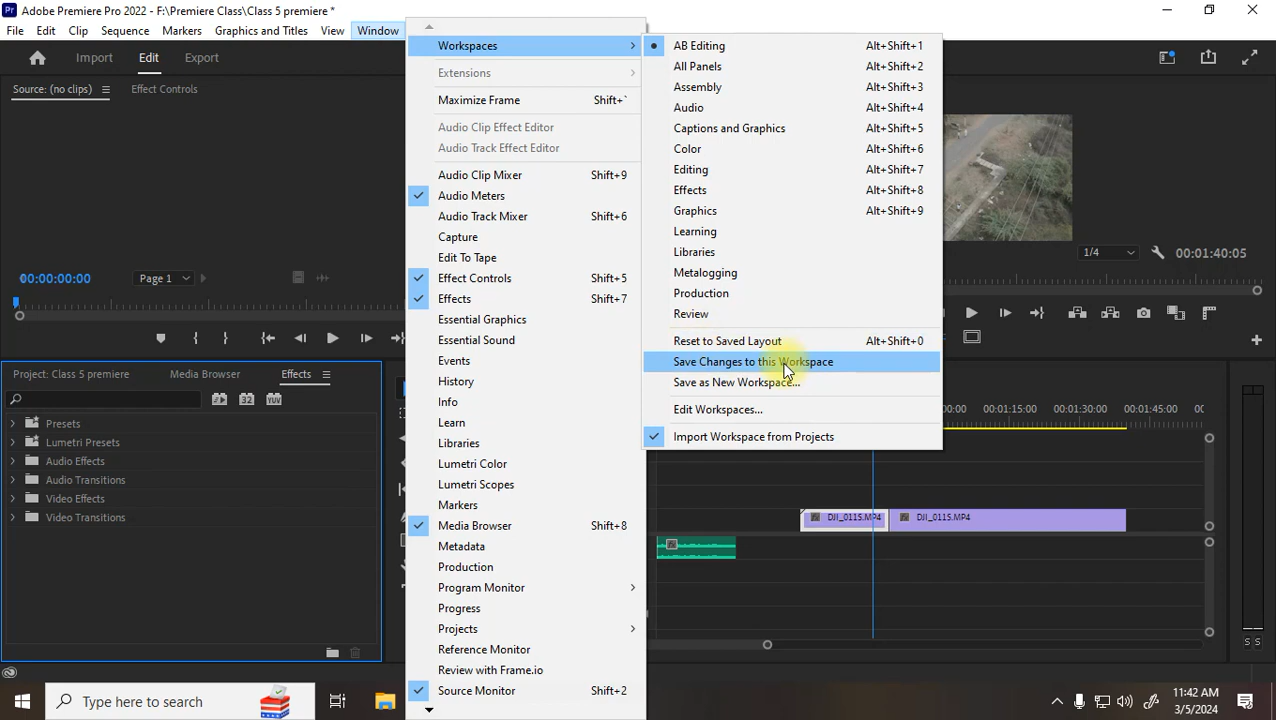 Pr Adobe Premiere Pro 2022 - F:\Premiere Class\Class 5 premiere *
File Edit Clip Sequence Markers Graphics and Titles View Window Help
Import Edit Export
Source: (no clips) Effect Controls
00:00:00:00 Page 1
Project: Class 5 premiere Media Browser Effects
Presets
Lumetri Presets
Audio Effects
Audio Transitions
Video Effects
Video Transitions
Workspaces
Extensions
Maximize Frame Shift+`
Audio Clip Effect Editor
Audio Track Effect Editor
Audio Clip Mixer Shift+9
Audio Meters
Audio Track Mixer Shift+6
Capture
Edit To Tape
Effect Controls Shift+5
Effects Shift+7
Essential Graphics
Essential Sound
Events
History
Info
Learn
Libraries
Lumetri Color
Lumetri Scopes
Markers
Media Browser Shift+8
Metadata
Production
Program Monitor
Progress
Projects
Reference Monitor
Review with Frame.io
Source Monitor Shift+2
AB Editing Alt+Shift+1
All Panels Alt+Shift+2
Assembly Alt+Shift+3
Audio Alt+Shift+4
Captions and Graphics Alt+Shift+5
Color Alt+Shift+6
Editing Alt+Shift+7
Effects Alt+Shift+8
Graphics Alt+Shift+9
Learning
Libraries
Metalogging
Production
Review
Reset to Saved Layout Alt+Shift+0
Save Changes to this Workspace
Save as New Workspace...
Edit Workspaces...
Import Workspace from Projects
1/4 00:01:40:05
00:01:15:00 00:01:30:00 00:01:45:00
DJI_0115.MP4 DJI_0115.MP4
S S
Type here to search
11:42 AM
3/5/2024